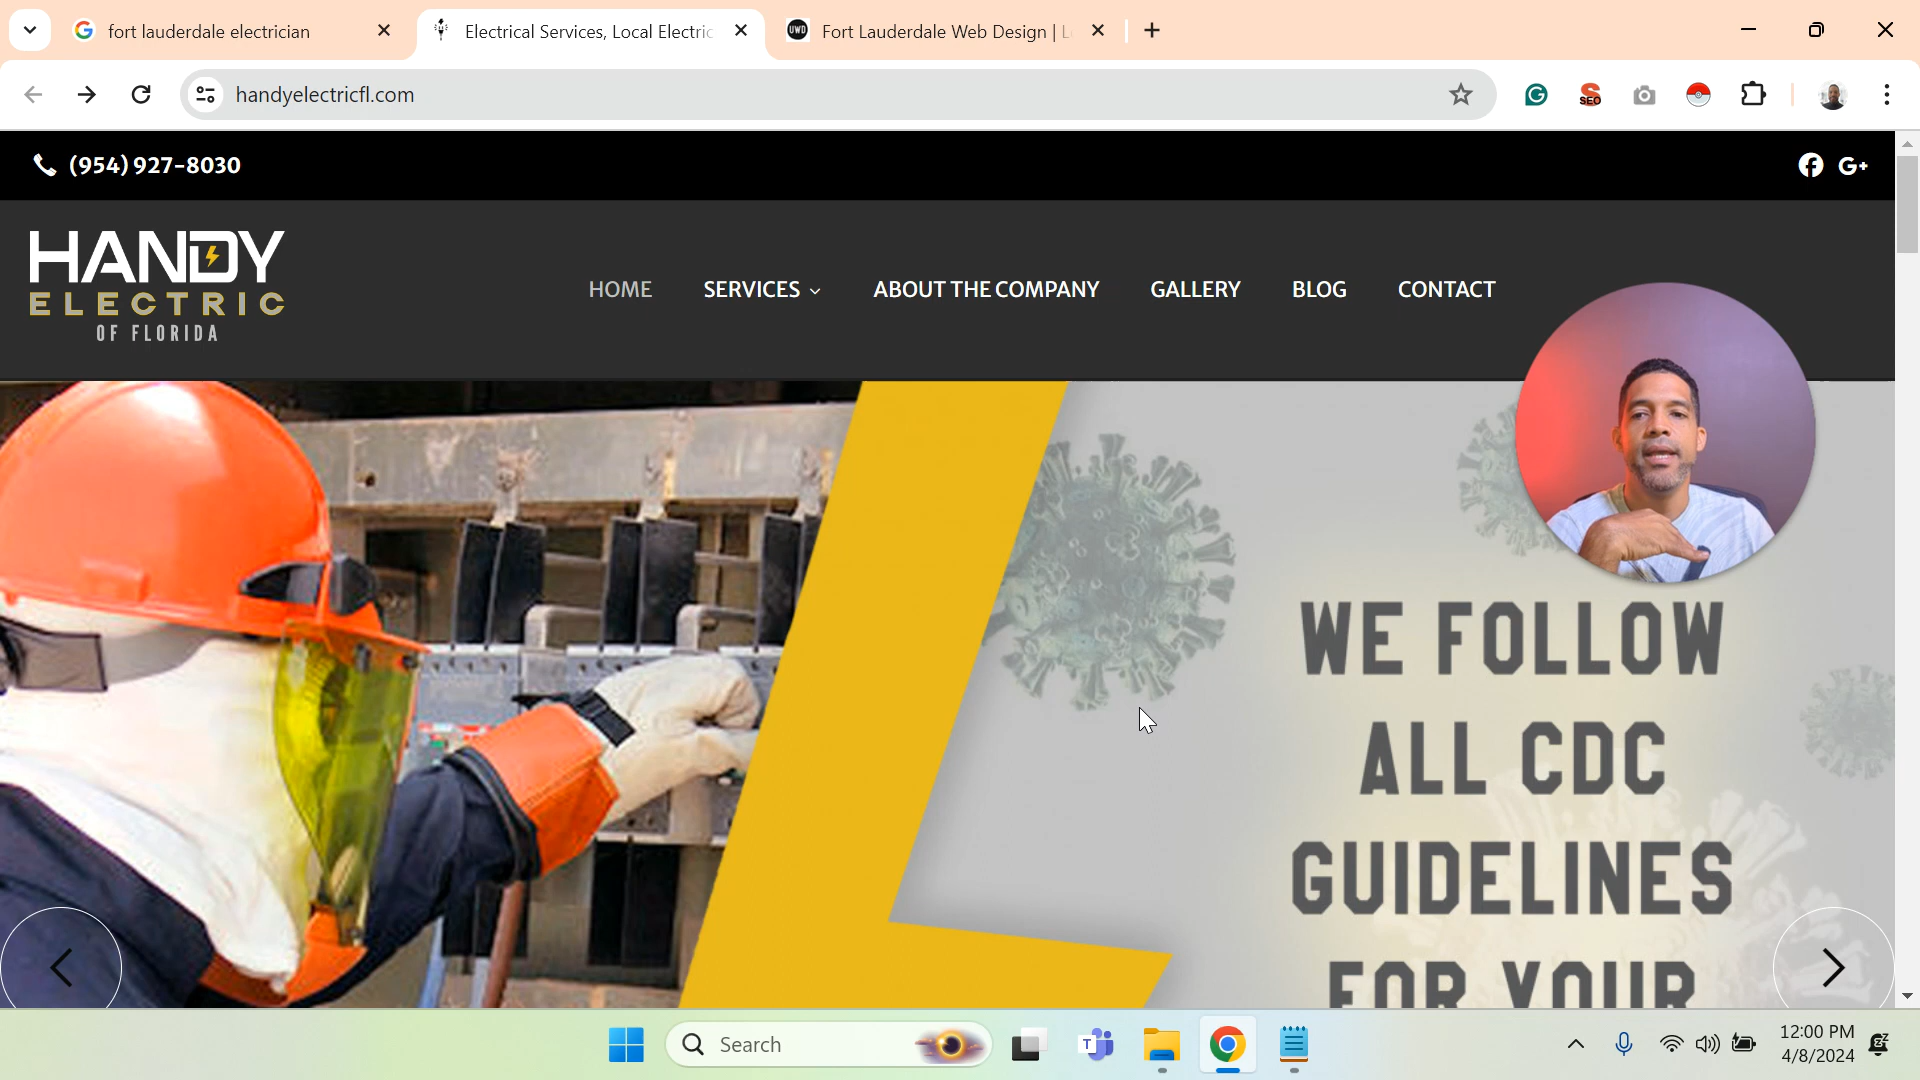 fort lauderdale electrician
Electrical Services, Local Electric
UWD
Fort Lauderdale Web Design | L
handyelectricfl.com
SEO
(954) 927-8030
G+
HANDY
ELECTRIC
OF FLORIDA
HOME
SERVICES
ABOUT THE COMPANY
GALLERY
BLOG
CONTACT
WE FOLLOW
ALL CDC
GUIDELINES
FOR YOUR
Search
12:00 PM
4/8/2024